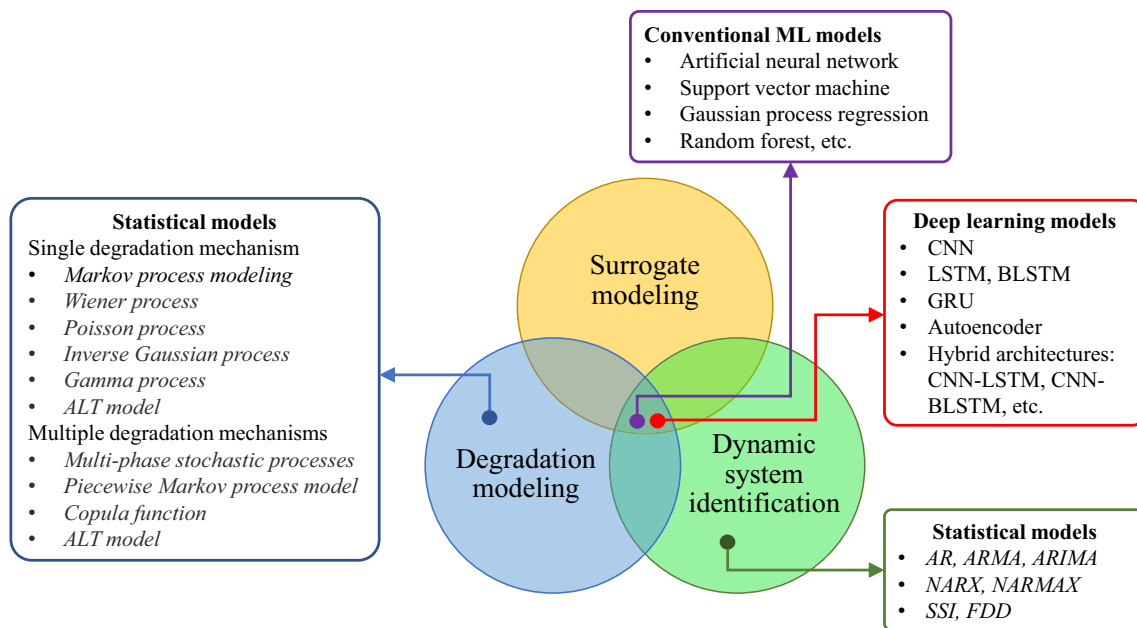 Conventional ML models
• Artificial neural network
• Support vector machine
• Gaussian process regression
• Random forest, etc.
Statistical models
Single degradation mechanism
• Markov process modeling
• Wiener process
• Poisson process
• Inverse Gaussian process
• Gamma process
• ALT model
Multiple degradation mechanisms
• Multi-phase stochastic processes
• Piecewise Markov process model
• Copula function
• ALT model
Surrogate
modeling
Degradation
modeling
Dynamic
system
identification
Deep learning models
• CNN
• LSTM, BLSTM
• GRU
• Autoencoder
• Hybrid architectures:
CNN-LSTM, CNN-
BLSTM, etc.
Statistical models
• AR, ARMA, ARIMA
• NARX, NARMAX
• SSI, FDD